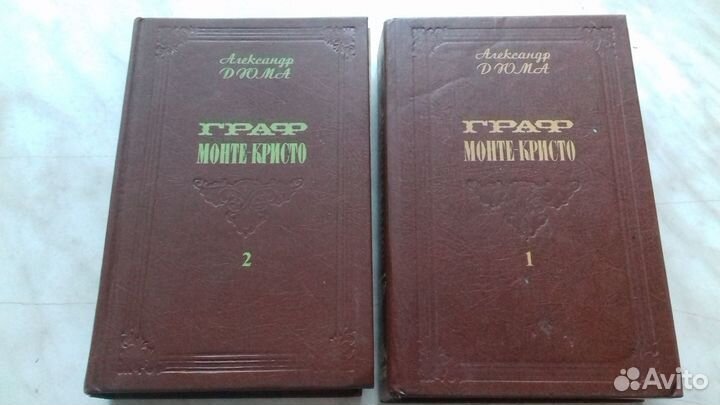 Александр
ДЮМА
ГРАФ
МОНТЕ-КРИСТО
2
Александр
ДЮМА
ГРАФ
МОНТЕ-КРИСТО
1
Avito